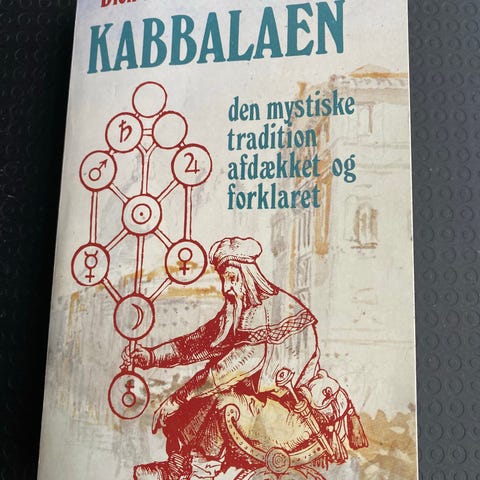 KABBALAEN
den mystiske
tradition
afdækket og
forklaret